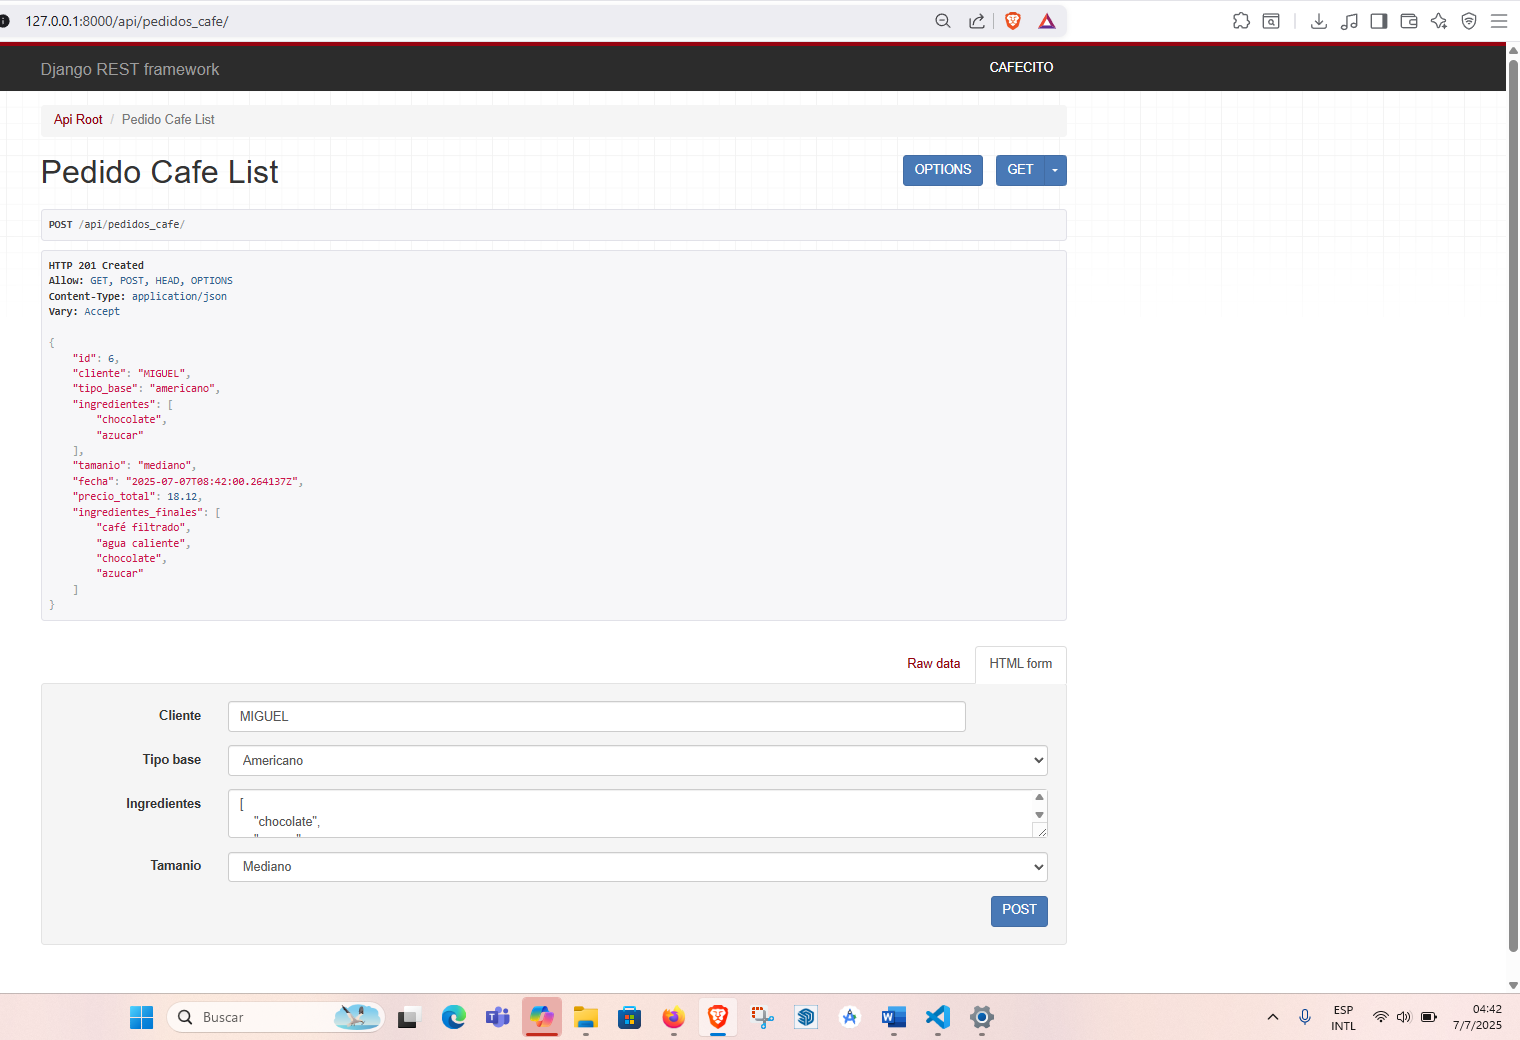 127.0.0.1:8000/api/pedidos_cafe/
Django REST framework
CAFECITO
Api Root / Pedido Cafe List
Pedido Cafe List
OPTIONS
GET
POST /api/pedidos_cafe/
HTTP 201 Created
Allow: GET, POST, HEAD, OPTIONS
Content-Type: application/json
Vary: Accept
{
"id": 6,
"cliente": "MIGUEL",
"tipo_base": "americano",
"ingredientes": [
"chocolate",
"azucar"
],
"tamanio": "mediano",
"fecha": "2025-07-07T08:42:00.264137Z",
"precio_total": 18.12,
"ingredientes_finales": [
"café filtrado",
"agua caliente",
"chocolate",
"azucar"
]
}
Raw data
HTML form
Cliente
MIGUEL
Tipo base
Americano
Ingredientes
[
"chocolate",
Tamanio
Mediano
POST
Buscar
ESP
INTL
04:42
7/7/2025